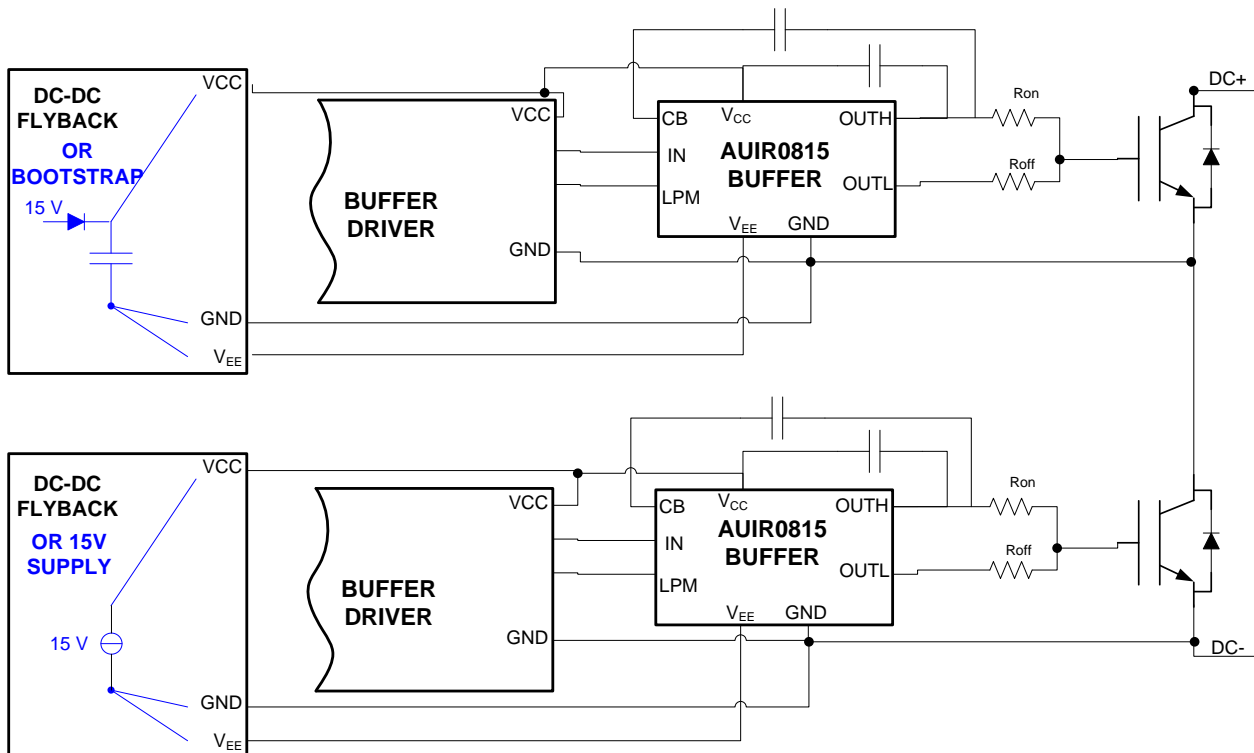 VCC
DC-DC
FLYBACK
OR
BOOTSTRAP
15 V
GND
VEE
VCC
BUFFER
DRIVER
GND
CB
VCC
OUTH
IN
AUIR0815
BUFFER
LPM
OUTL
VEE
GND
Ron
Roff
DC+
VCC
DC-DC
FLYBACK
OR 15V
SUPPLY
15 V
GND
VEE
VCC
BUFFER
DRIVER
GND
CB
VCC
OUTH
IN
AUIR0815
BUFFER
LPM
OUTL
VEE
GND
Ron
Roff
DC-